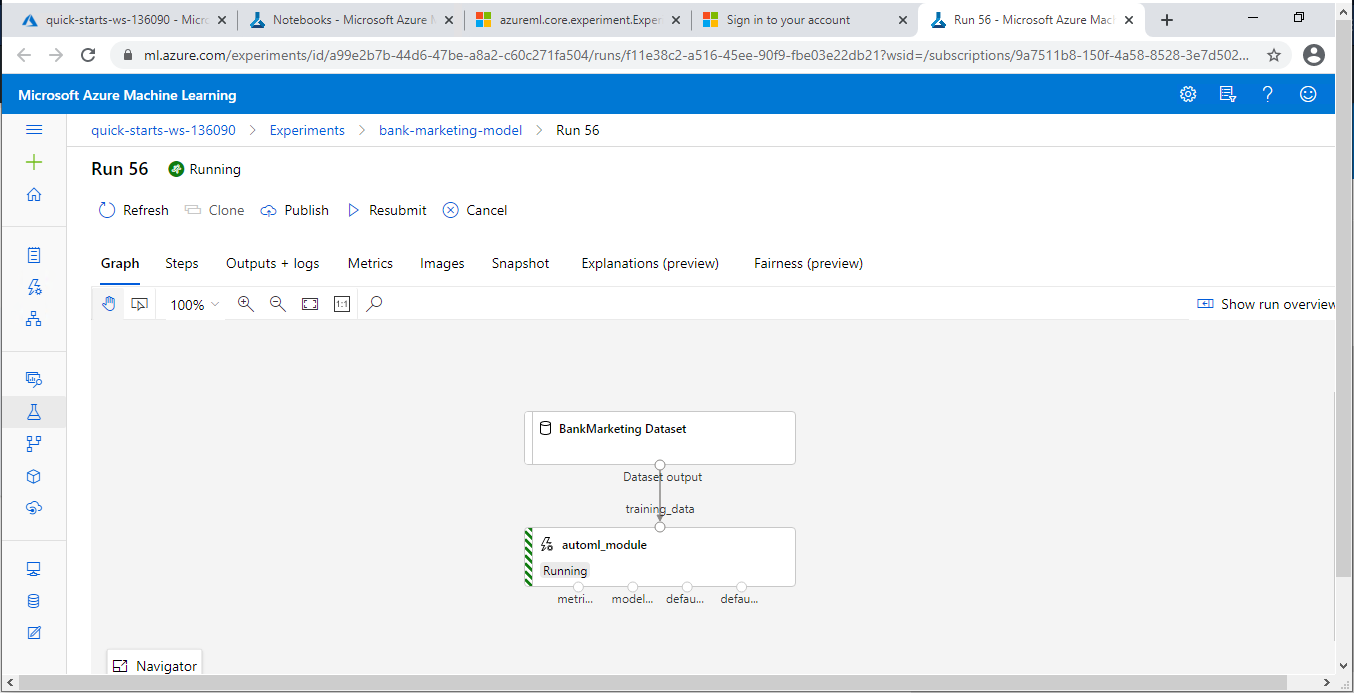 quick-starts-ws-136090 - Micro
Notebooks - Microsoft Azure M
azureml.core.experiment.Exper
Sign in to your account
Run 56 - Microsoft Azure Mach
ml.azure.com/experiments/id/a99e2b7b-44d6-47be-a8a2-c60c271fa504/runs/f11e38c2-a516-45ee-90f9-fbe03e22db21?wsid=/subscriptions/9a7511b8-150f-4a58-8528-3e7d502...
Microsoft Azure Machine Learning
quick-starts-ws-136090 > Experiments > bank-marketing-model > Run 56
Run 56 Running
Refresh Clone Publish Resubmit Cancel
Graph Steps Outputs + logs Metrics Images Snapshot Explanations (preview) Fairness (preview)
100% 1:1 Show run overview
BankMarketing Dataset
Dataset output
training_data
automl_module
Running
metri... model... defau... defau...
Navigator